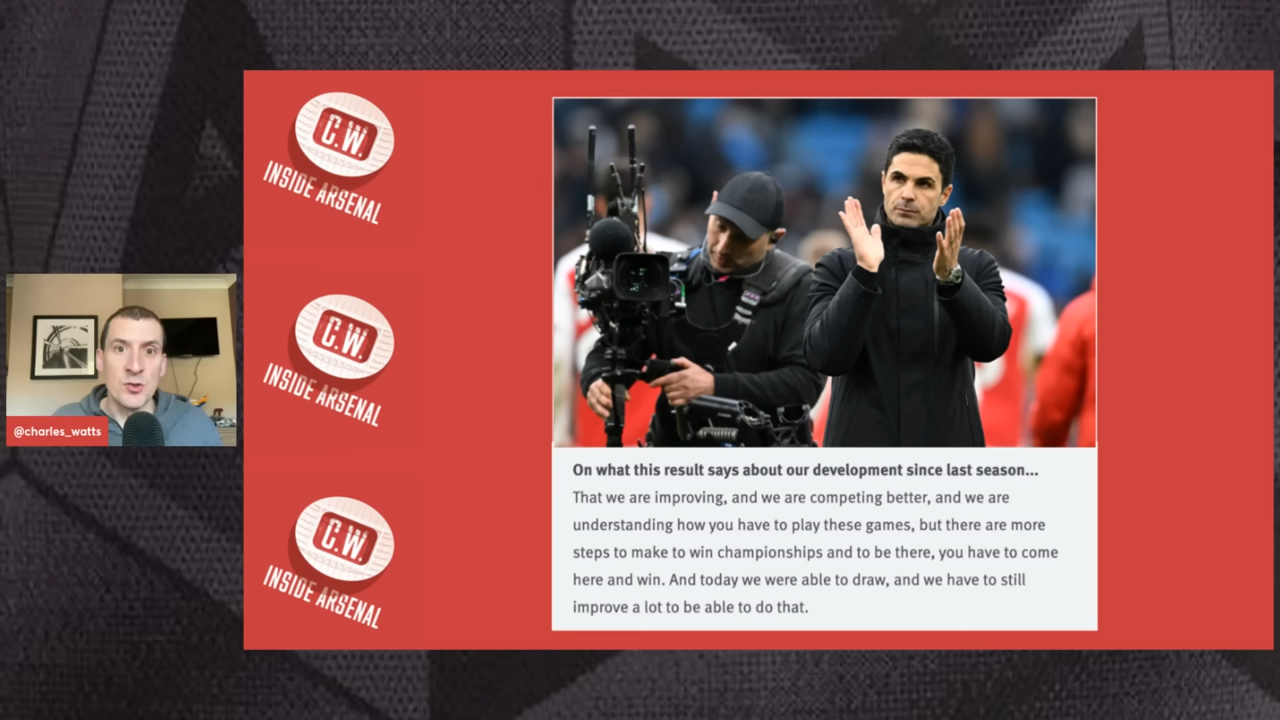 C.W.
INSIDE ARSENAL
C.W.
INSIDE ARSENAL
C.W.
INSIDE ARSENAL
@charles_watts
On what this result says about our development since last season...
That we are improving, and we are competing better, and we are
understanding how you have to play these games, but there are more
steps to make to win championships and to be there, you have to come
here and win. And today we were able to draw, and we have to still
improve a lot to be able to do that.